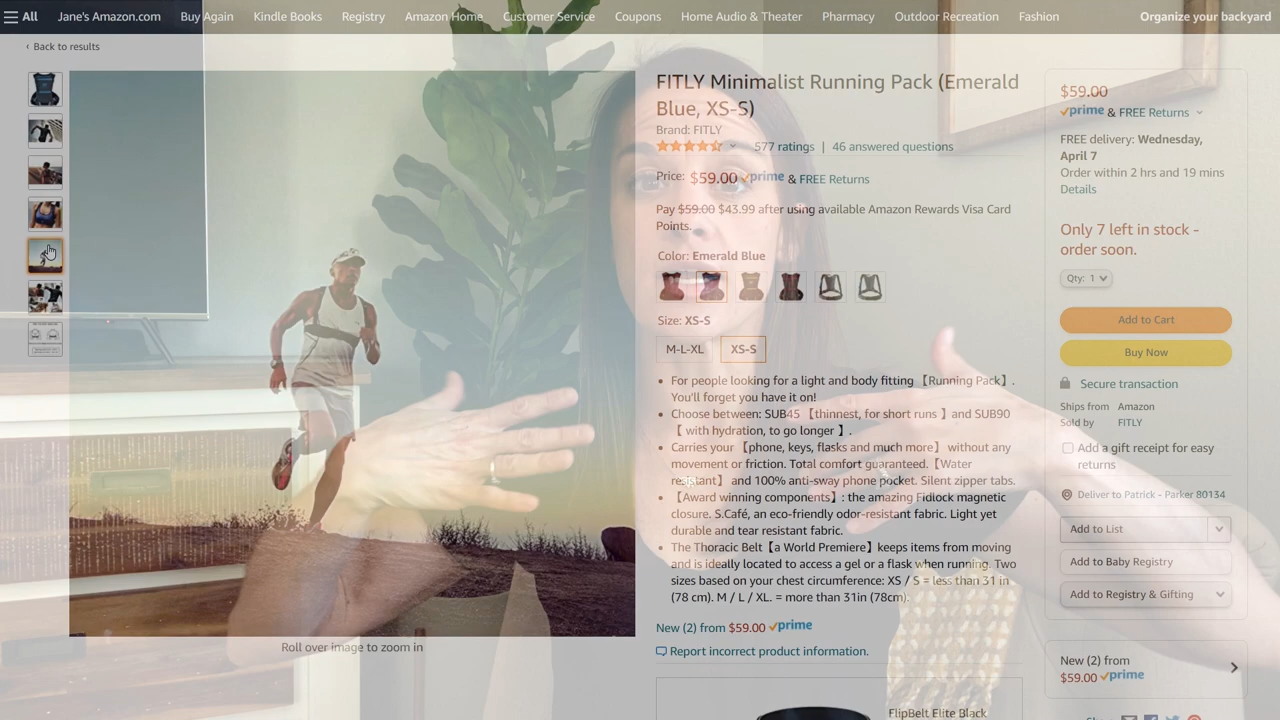 All Jane's Amazon.com Buy Again Kindle Books Registry Amazon Home Customer Service Coupons Home Audio & Theater Pharmacy Outdoor Recreation Fashion Organize your backyard
‹ Back to results
Roll over image to zoom in
FITLY Minimalist Running Pack (Emerald
Blue, XS-S)
Brand: FITLY
577 ratings | 46 answered questions
Price: $59.00 prime & FREE Returns
Pay $59.00 $43.99 after using available Amazon Rewards Visa Card
Points.
Color: Emerald Blue
Size: XS-S
M-L-XL XS-S
• For people looking for a light and body fitting 【Running Pack】.
You'll forget you have it on!
• Choose between: SUB45 【thinnest, for short runs 】and SUB90
【 with hydration, to go longer 】.
• Carries your 【phone, keys, flasks and much more】 without any
movement or friction. Total comfort guaranteed.【Water
resistant】 and 100% anti-sway phone pocket. Silent zipper tabs.
• 【Award winning components】: the amazing Fidlock magnetic
closure. S.Café, an eco-friendly odor-resistant fabric. Light yet
durable and tear resistant fabric.
• The Thoracic Belt【a World Premiere】keeps items from moving
and is ideally located to access a gel or a flask when running. Two
sizes based on your chest circumference: XS / S = less than 31 in
(78 cm). M / L / XL. = more than 31in (78cm).
New (2) from $59.00 prime
Report incorrect product information.
FlipBelt Elite Black
$59.00
prime & FREE Returns
FREE delivery: Wednesday,
April 7
Order within 2 hrs and 19 mins
Details
Only 7 left in stock -
order soon.
Qty: 1
Add to Cart
Buy Now
Secure transaction
Ships from Amazon
Sold by FITLY
Add a gift receipt for easy
returns
Deliver to Patrick - Parker 80134
Add to List
Add to Baby Registry
Add to Registry & Gifting
New (2) from
$59.00 prime